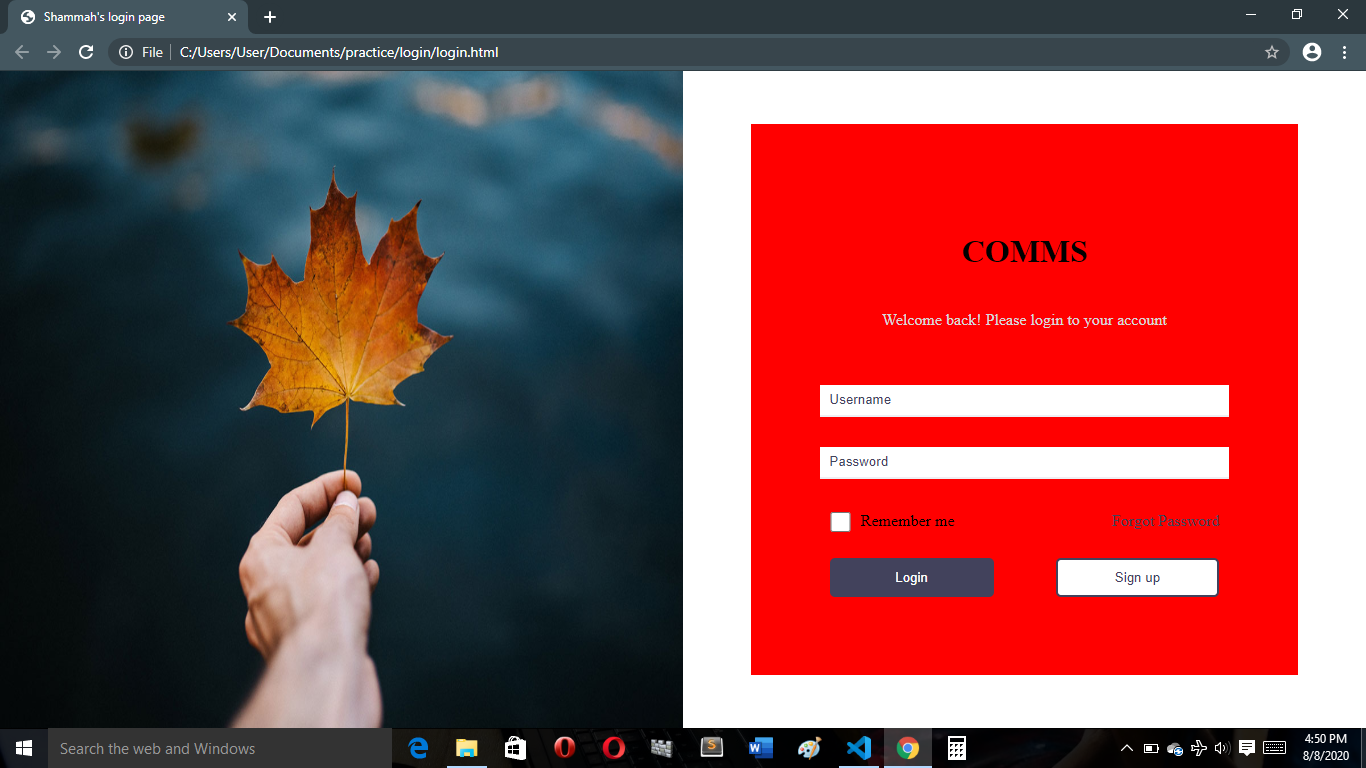 Shammah's login page
File
C:/Users/User/Documents/practice/login/login.html
COMMS
Welcome back! Please login to your account
Username
Password
Remember me Forgot Password
Login Sign up
Search the web and Windows
4:50 PM
8/8/2020